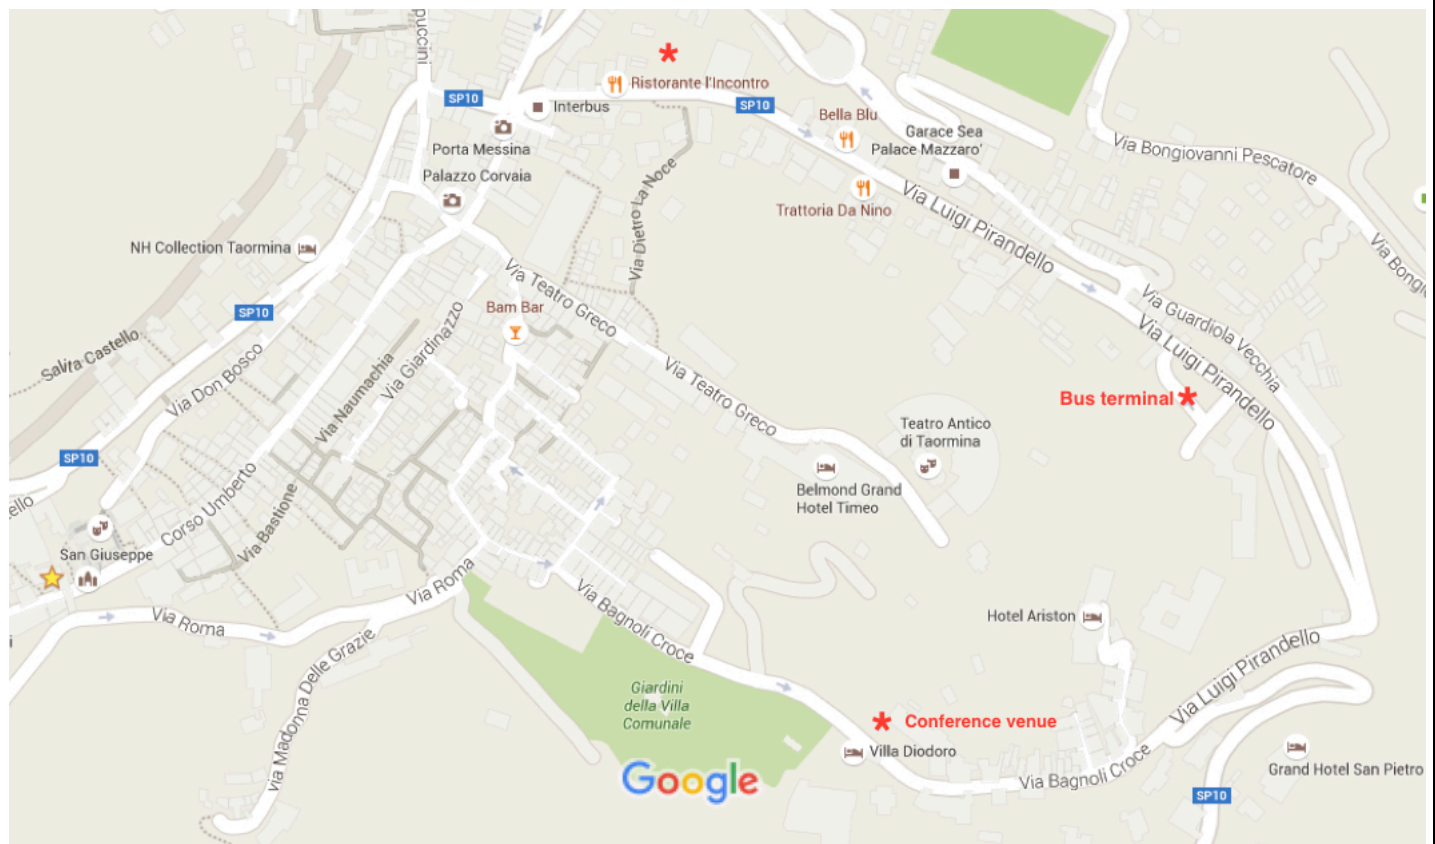 puccini
SP10
Interbus
Ristorante l'Incontro
SP10
Bella Blu
Garace Sea
Palace Mazzaro'
Via Bongiovanni Pescatore
Porta Messina
Palazzo Corvaia
Via Dietro La Noce
Trattoria Da Nino
Via Luigi Pirandello
Via Bongio
NH Collection Taormina
SP10
Via Teatro Greco
Bam Bar
Via Guardiola Vecchia
Via Luigi Pirandello
Salita Castello
Via Don Bosco
Via Naumachia
Via Giardinazzo
Via Teatro Greco
Bus terminal
Teatro Antico
di Taormina
SP10
Belmond Grand
Hotel Timeo
ello
Corso Umberto
Via Bastione
San Giuseppe
Via Roma
Via Roma
Via Bagnoli Croce
Hotel Ariston
Via Luigi Pirandello
via Madonna Delle Grazie
Giardini
della Villa
Comunale
Conference venue
Villa Diodoro
Google
Via Bagnoli Croce
Grand Hotel San Pietro
SP10